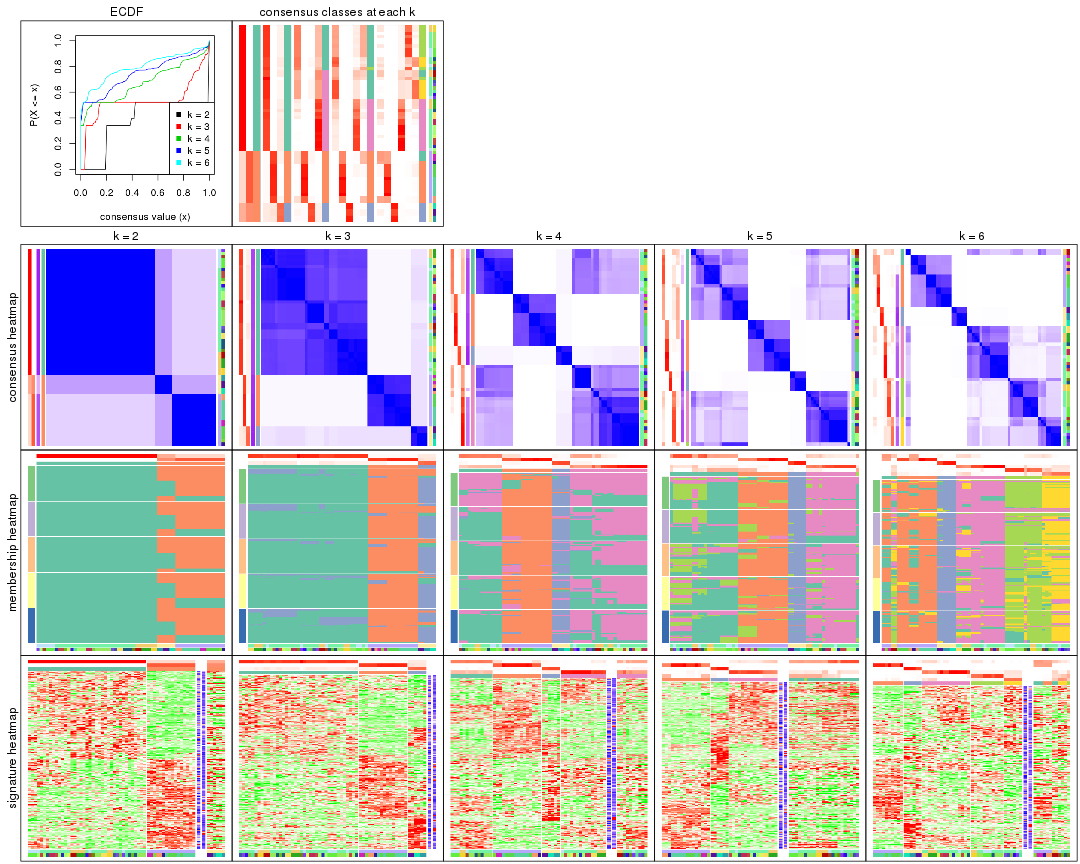 ECDF
consensus classes at each k
P(X <= x)
0.0 0.2 0.4 0.6 0.8 1.0
k = 2
k = 3
k = 4
k = 5
k = 6
0.0 0.2 0.4 0.6 0.8 1.0
consensus value (x)
k = 2
k = 3
k = 4
k = 5
k = 6
consensus heatmap
membership heatmap
signature heatmap